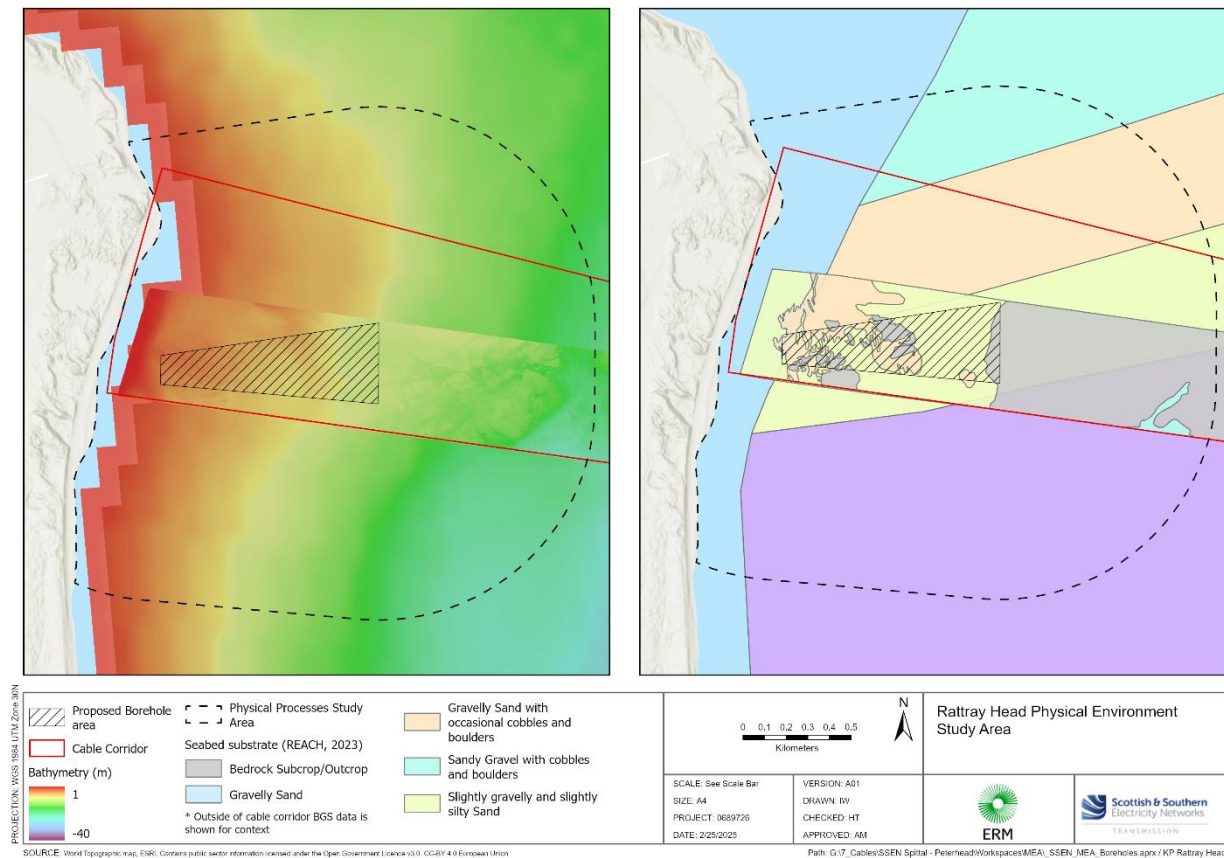 PROJECTION: WGS 1984 UTM Zone 30N
Proposed Borehole
area
Cable Corridor
Bathymetry (m)
1
-40
Physical Processes Study
Area
Seabed substrate (REACH, 2023)
Bedrock Subcrop/Outcrop
Gravelly Sand
* Outside of cable corridor BGS data is
shown for context
Gravelly Sand with
occasional cobbles and
boulders
Sandy Gravel with cobbles
and boulders
Slightly gravelly and slightly
silty Sand
N
0 0.1 0.2 0.3 0.4 0.5
Kilometers
SCALE: See Scale Bar
SIZE: A4
PROJECT: 0689726
DATE: 2/25/2025
VERSION: A01
DRAWN: IW
CHECKED: HT
APPROVED: AM
Rattray Head Physical Environment
Study Area
ERM
Scottish & Southern
Electricity Networks
TRANSMISSION
SOURCE: World Topographic map, ESRI. Contains public sector information licensed under the Open Government Licence v3.0. CC-BY 4.0 European Union
Path: G:\7_Cables\SSEN Spittal - Peterhead\Workspaces\MEA\_SSEN_MEA_Boreholes.aprx / KP Rattray Head